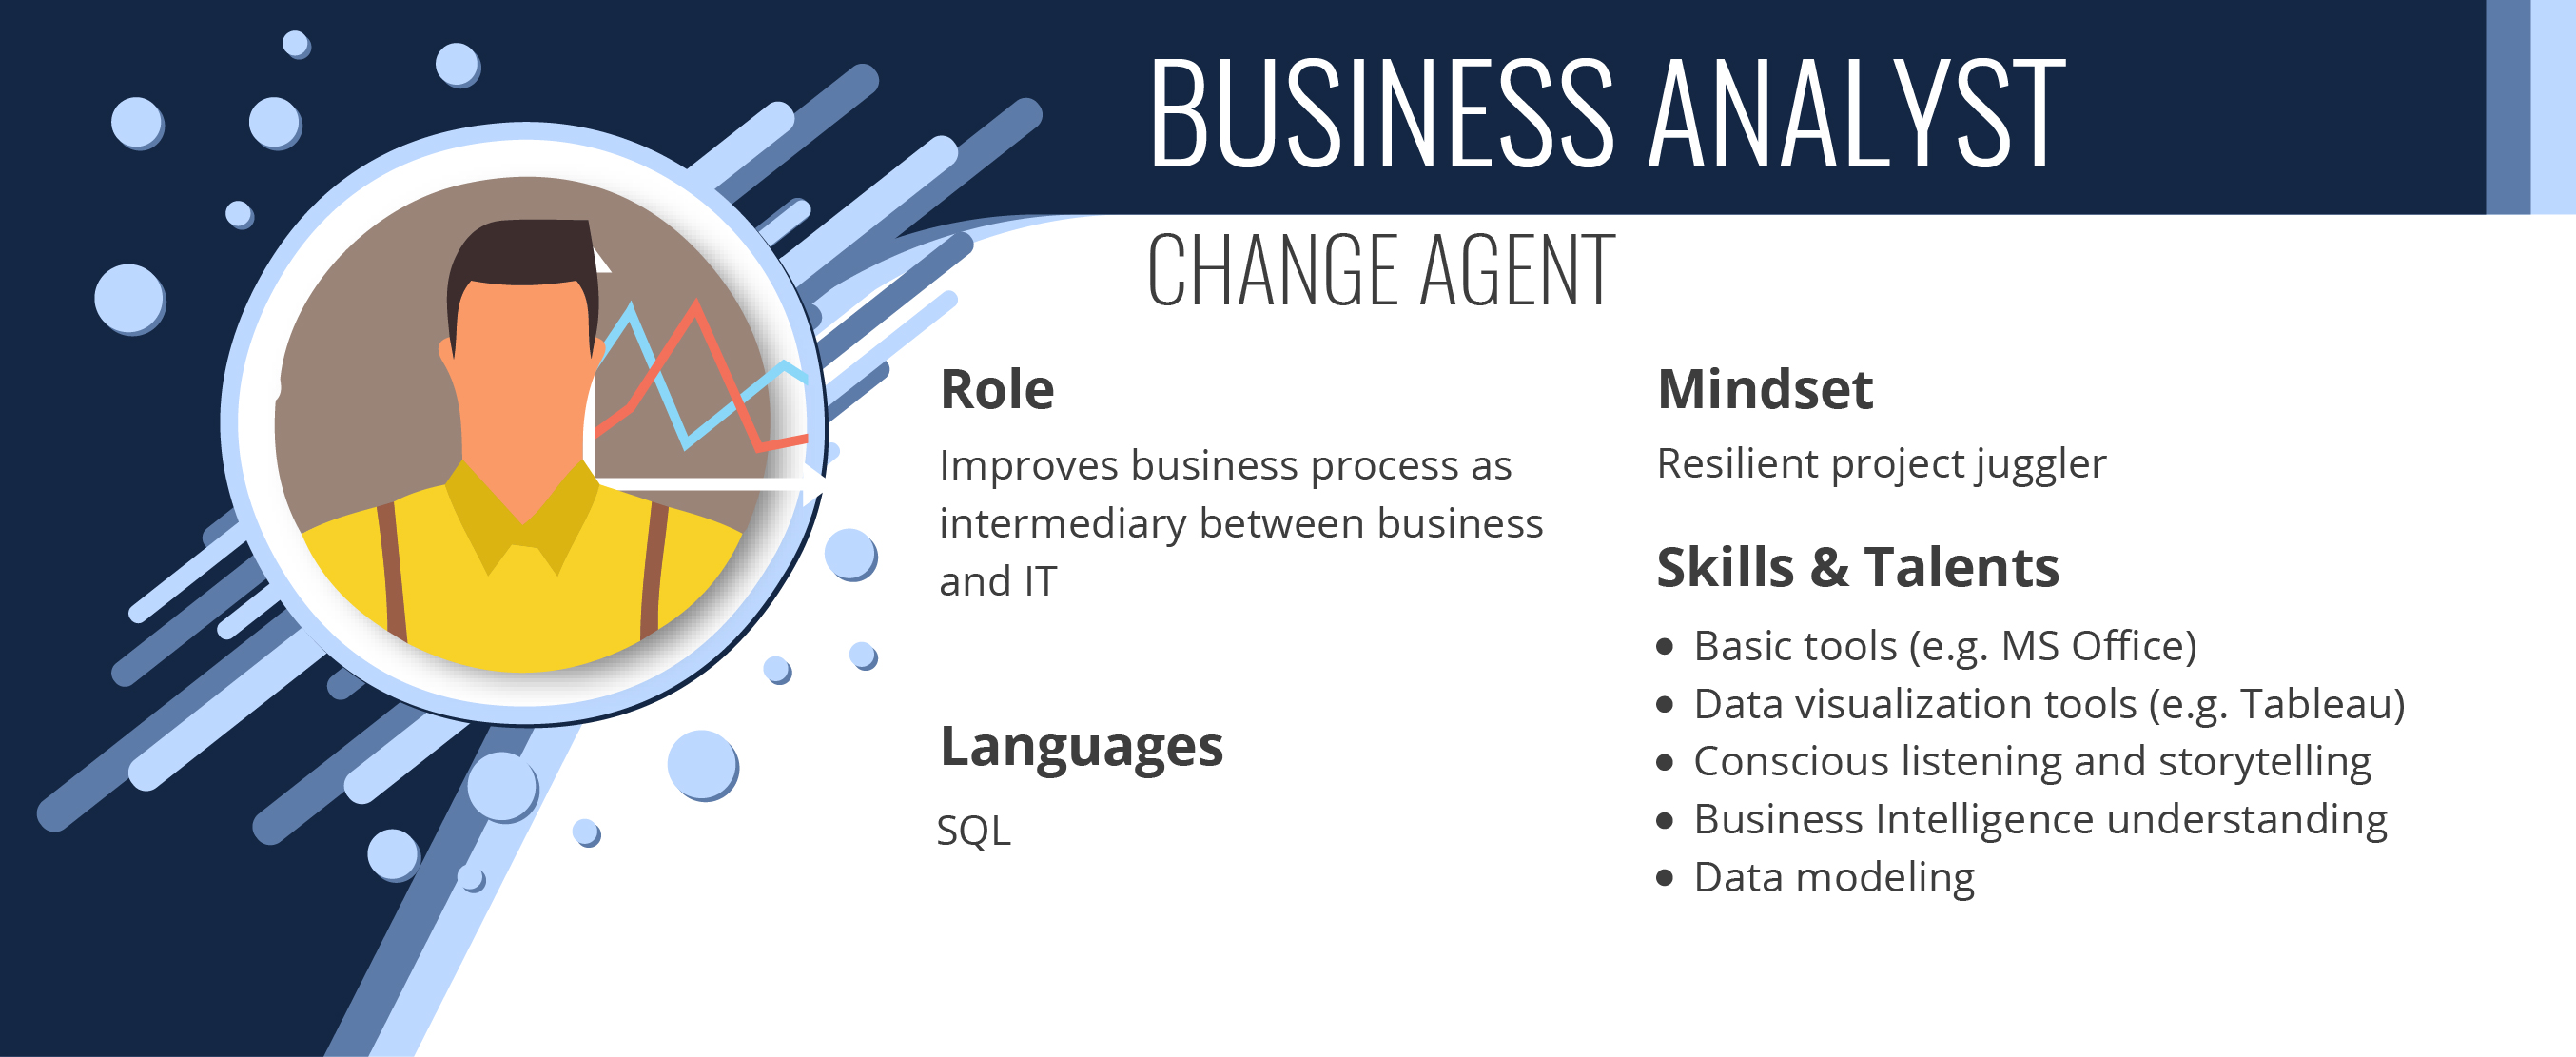 BUSINESS ANALYST
CHANGE AGENT
Role
Improves business process as
intermediary between business
and IT
Languages
SQL
Mindset
Resilient project juggler
Skills & Talents
• Basic tools (e.g. MS Office)
• Data visualization tools (e.g. Tableau)
• Conscious listening and storytelling
• Business Intelligence understanding
• Data modeling